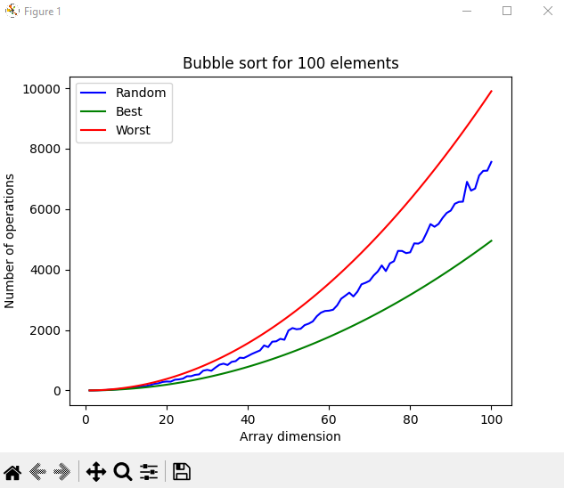 Figure 1
Bubble sort for 100 elements
Random
Best
Worst
Number of operations
10000
8000
6000
4000
2000
0
0 20 40 60 80 100
Array dimension